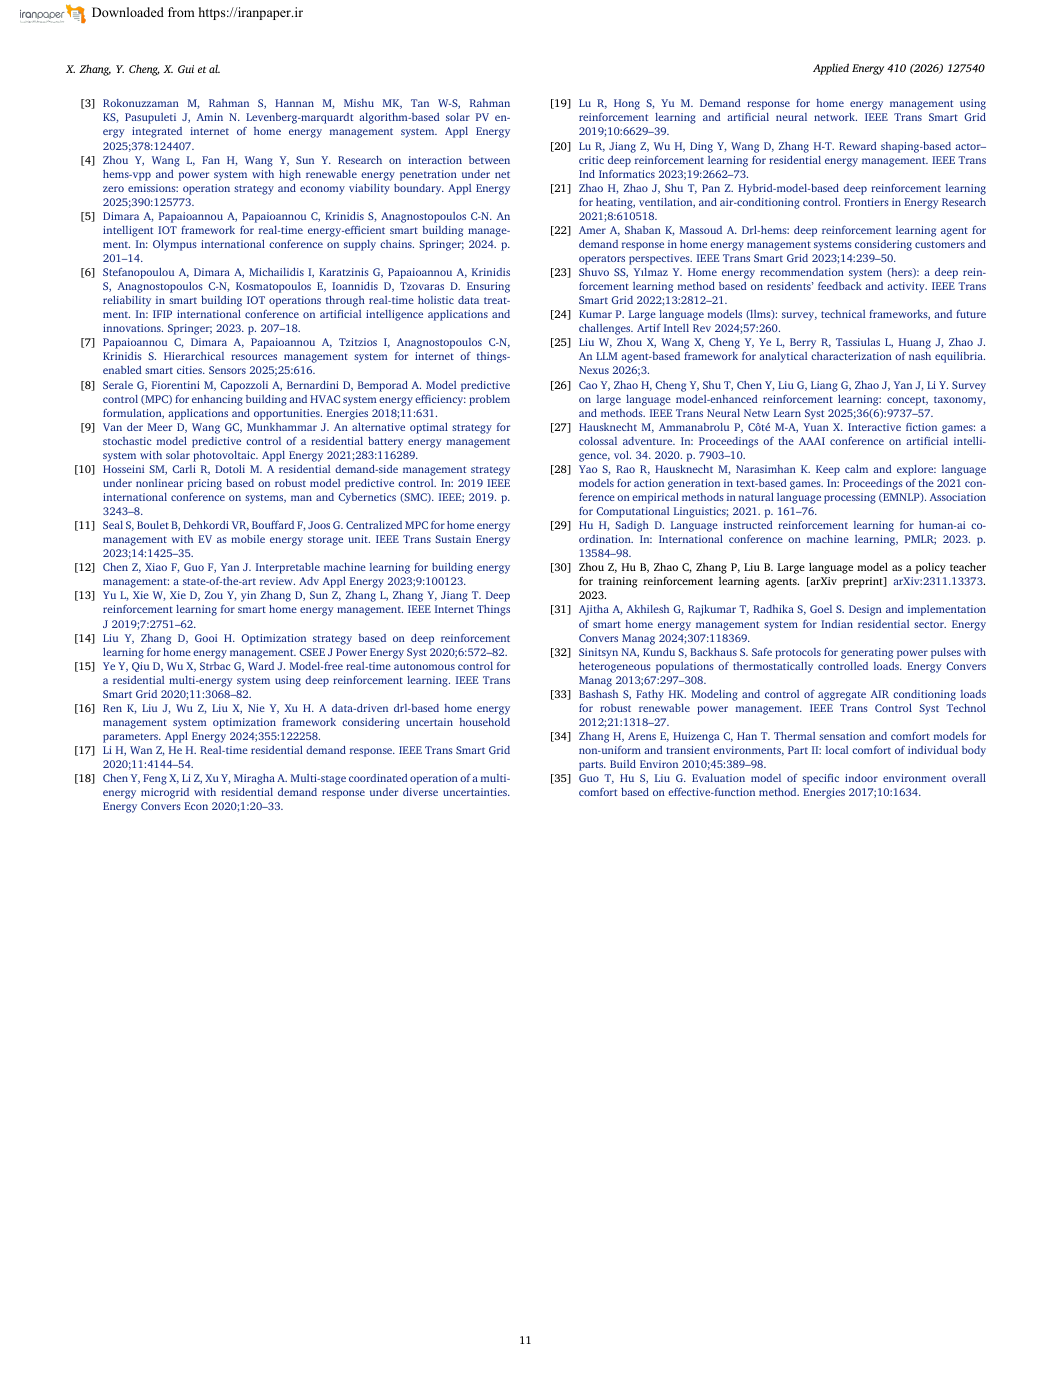 iranpaper
Downloaded from https://iranpaper.ir
X. Zhang, Y. Cheng, X. Gui et al.
Applied Energy 410 (2026) 127540
[3] Rokonuzzaman M, Rahman S, Hannan M, Mishu MK, Tan W-S, Rahman
KS, Pasupuleti J, Amin N. Levenberg-marquardt algorithm-based solar PV en-
ergy integrated internet of home energy management system. Appl Energy
2025;378:124407.
[4] Zhou Y, Wang L, Fan H, Wang Y, Sun Y. Research on interaction between
hems-vpp and power system with high renewable energy penetration under net
zero emissions: operation strategy and economy viability boundary. Appl Energy
2025;390:125773.
[5] Dimara A, Papaioannou A, Papaioannou C, Krinidis S, Anagnostopoulos C-N. An
intelligent IOT framework for real-time energy-efficient smart building manage-
ment. In: Olympus international conference on supply chains. Springer; 2024. p.
201–14.
[6] Stefanopoulou A, Dimara A, Michailidis I, Karatzinis G, Papaioannou A, Krinidis
S, Anagnostopoulos C-N, Kosmatopoulos E, Ioannidis D, Tzovaras D. Ensuring
reliability in smart building IOT operations through real-time holistic data treat-
ment. In: IFIP international conference on artificial intelligence applications and
innovations. Springer; 2023. p. 207–18.
[7] Papaioannou C, Dimara A, Papaioannou A, Tzitzios I, Anagnostopoulos C-N,
Krinidis S. Hierarchical resources management system for internet of things-
enabled smart cities. Sensors 2025;25:616.
[8] Serale G, Fiorentini M, Capozzoli A, Bernardini D, Bemporad A. Model predictive
control (MPC) for enhancing building and HVAC system energy efficiency: problem
formulation, applications and opportunities. Energies 2018;11:631.
[9] Van der Meer D, Wang GC, Munkhammar J. An alternative optimal strategy for
stochastic model predictive control of a residential battery energy management
system with solar photovoltaic. Appl Energy 2021;283:116289.
[10] Hosseini SM, Carli R, Dotoli M. A residential demand-side management strategy
under nonlinear pricing based on robust model predictive control. In: 2019 IEEE
international conference on systems, man and Cybernetics (SMC). IEEE; 2019. p.
3243–8.
[11] Seal S, Boulet B, Dehkordi VR, Bouffard F, Joos G. Centralized MPC for home energy
management with EV as mobile energy storage unit. IEEE Trans Sustain Energy
2023;14:1425–35.
[12] Chen Z, Xiao F, Guo F, Yan J. Interpretable machine learning for building energy
management: a state-of-the-art review. Adv Appl Energy 2023;9:100123.
[13] Yu L, Xie W, Xie D, Zou Y, yin Zhang D, Sun Z, Zhang L, Zhang Y, Jiang T. Deep
reinforcement learning for smart home energy management. IEEE Internet Things
J 2019;7:2751–62.
[14] Liu Y, Zhang D, Gooi H. Optimization strategy based on deep reinforcement
learning for home energy management. CSEE J Power Energy Syst 2020;6:572–82.
[15] Ye Y, Qiu D, Wu X, Strbac G, Ward J. Model-free real-time autonomous control for
a residential multi-energy system using deep reinforcement learning. IEEE Trans
Smart Grid 2020;11:3068–82.
[16] Ren K, Liu J, Wu Z, Liu X, Nie Y, Xu H. A data-driven drl-based home energy
management system optimization framework considering uncertain household
parameters. Appl Energy 2024;355:122258.
[17] Li H, Wan Z, He H. Real-time residential demand response. IEEE Trans Smart Grid
2020;11:4144–54.
[18] Chen Y, Feng X, Li Z, Xu Y, Miragha A. Multi-stage coordinated operation of a multi-
energy microgrid with residential demand response under diverse uncertainties.
Energy Convers Econ 2020;1:20–33.
[19] Lu R, Hong S, Yu M. Demand response for home energy management using
reinforcement learning and artificial neural network. IEEE Trans Smart Grid
2019;10:6629–39.
[20] Lu R, Jiang Z, Wu H, Ding Y, Wang D, Zhang H-T. Reward shaping-based actor–
critic deep reinforcement learning for residential energy management. IEEE Trans
Ind Informatics 2023;19:2662–73.
[21] Zhao H, Zhao J, Shu T, Pan Z. Hybrid-model-based deep reinforcement learning
for heating, ventilation, and air-conditioning control. Frontiers in Energy Research
2021;8:610518.
[22] Amer A, Shaban K, Massoud A. Drl-hems: deep reinforcement learning agent for
demand response in home energy management systems considering customers and
operators perspectives. IEEE Trans Smart Grid 2023;14:239–50.
[23] Shuvo SS, Yılmaz Y. Home energy recommendation system (hers): a deep rein-
forcement learning method based on residents' feedback and activity. IEEE Trans
Smart Grid 2022;13:2812–21.
[24] Kumar P. Large language models (llms): survey, technical frameworks, and future
challenges. Artif Intell Rev 2024;57:260.
[25] Liu W, Zhou X, Wang X, Cheng Y, Ye L, Berry R, Tassiulas L, Huang J, Zhao J.
An LLM agent-based framework for analytical characterization of nash equilibria.
Nexus 2026;3.
[26] Cao Y, Zhao H, Cheng Y, Shu T, Chen Y, Liu G, Liang G, Zhao J, Yan J, Li Y. Survey
on large language model-enhanced reinforcement learning: concept, taxonomy,
and methods. IEEE Trans Neural Netw Learn Syst 2025;36(6):9737–57.
[27] Hausknecht M, Ammanabrolu P, Côté M-A, Yuan X. Interactive fiction games: a
colossal adventure. In: Proceedings of the AAAI conference on artificial intelli-
gence, vol. 34. 2020. p. 7903–10.
[28] Yao S, Rao R, Hausknecht M, Narasimhan K. Keep calm and explore: language
models for action generation in text-based games. In: Proceedings of the 2021 con-
ference on empirical methods in natural language processing (EMNLP). Association
for Computational Linguistics; 2021. p. 161–76.
[29] Hu H, Sadigh D. Language instructed reinforcement learning for human-ai co-
ordination. In: International conference on machine learning, PMLR; 2023. p.
13584–98.
[30] Zhou Z, Hu B, Zhao C, Zhang P, Liu B. Large language model as a policy teacher
for training reinforcement learning agents. [arXiv preprint] arXiv:2311.13373.
2023.
[31] Ajitha A, Akhilesh G, Rajkumar T, Radhika S, Goel S. Design and implementation
of smart home energy management system for Indian residential sector. Energy
Convers Manag 2024;307:118369.
[32] Sinitsyn NA, Kundu S, Backhaus S. Safe protocols for generating power pulses with
heterogeneous populations of thermostatically controlled loads. Energy Convers
Manag 2013;67:297–308.
[33] Bashash S, Fathy HK. Modeling and control of aggregate AIR conditioning loads
for robust renewable power management. IEEE Trans Control Syst Technol
2012;21:1318–27.
[34] Zhang H, Arens E, Huizenga C, Han T. Thermal sensation and comfort models for
non-uniform and transient environments, Part II: local comfort of individual body
parts. Build Environ 2010;45:389–98.
[35] Guo T, Hu S, Liu G. Evaluation model of specific indoor environment overall
comfort based on effective-function method. Energies 2017;10:1634.
11